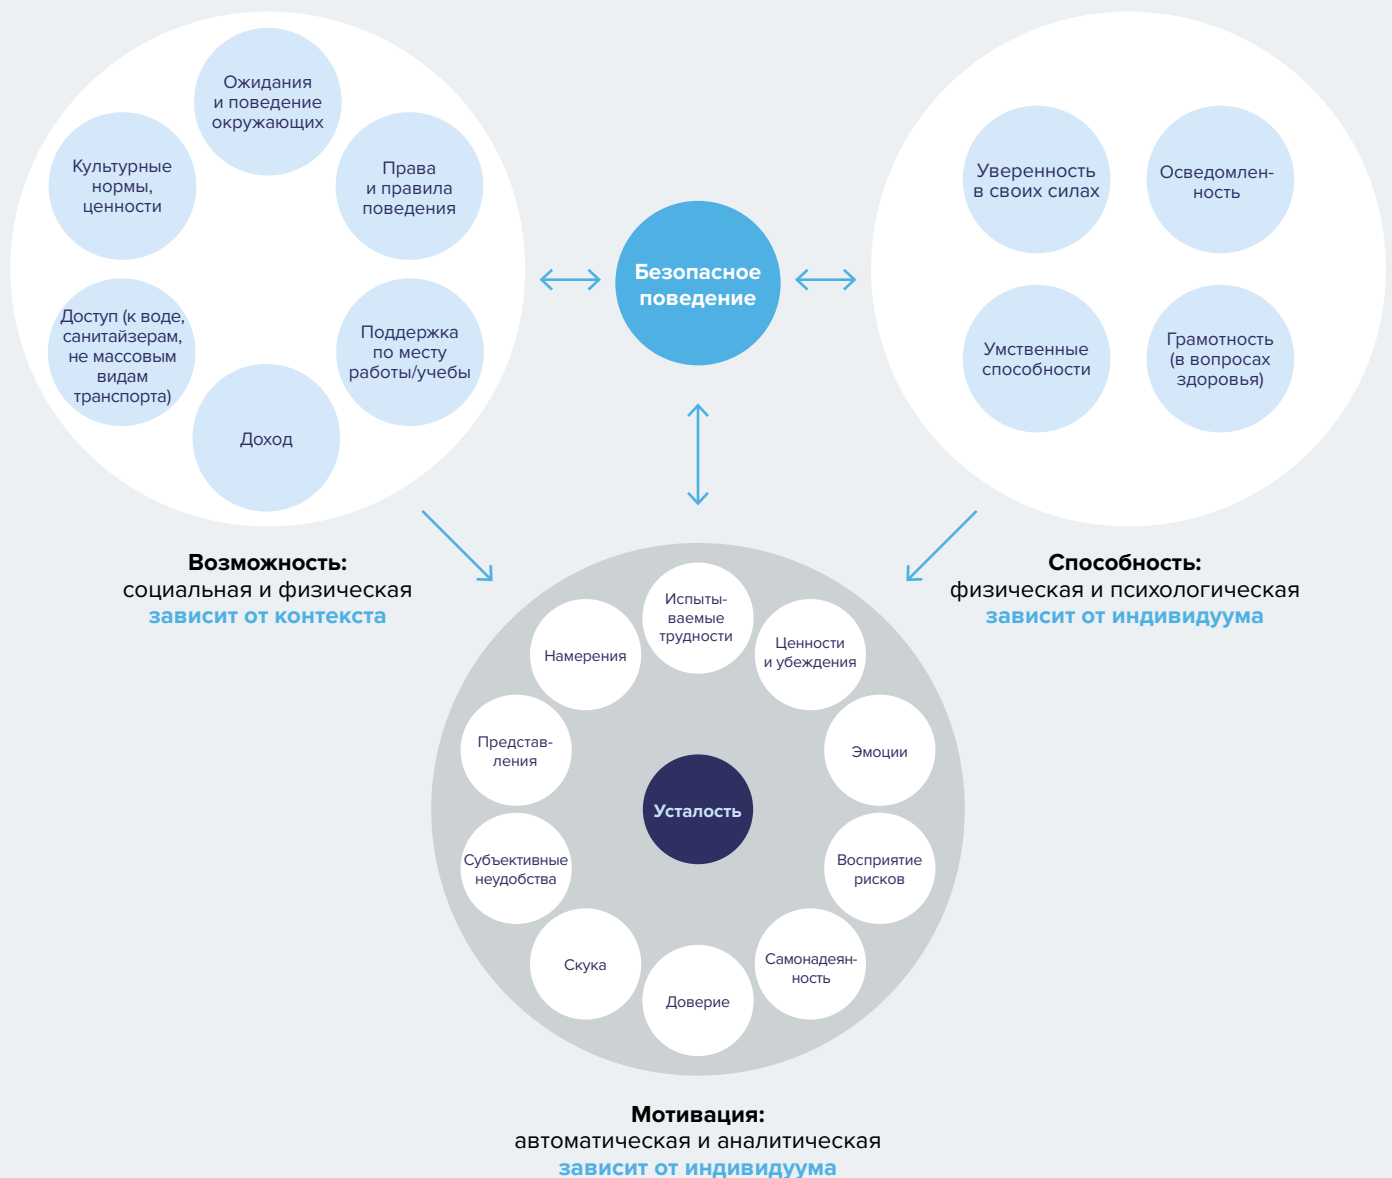 Ожидания
и поведение
окружающих
Культурные
нормы,
ценности
Права
и правила
поведения
Доступ (к воде,
санитайзерам,
не массовым
видам
транспорта)
Поддержка
по месту
работы/учебы
Доход
Безопасное
поведение
Уверенность
в своих силах
Осведомлен-
ность
Умственные
способности
Грамотность
(в вопросах
здоровья)
Возможность:
социальная и физическая
зависит от контекста
Способность:
физическая и психологическая
зависит от индивидуума
Испыты-
ваемые
трудности
Намерения
Ценности
и убеждения
Представ-
ления
Эмоции
Усталость
Субъективные
неудобства
Восприятие
рисков
Скука
Самонадеян-
ность
Доверие
Мотивация:
автоматическая и аналитическая
зависит от индивидуума